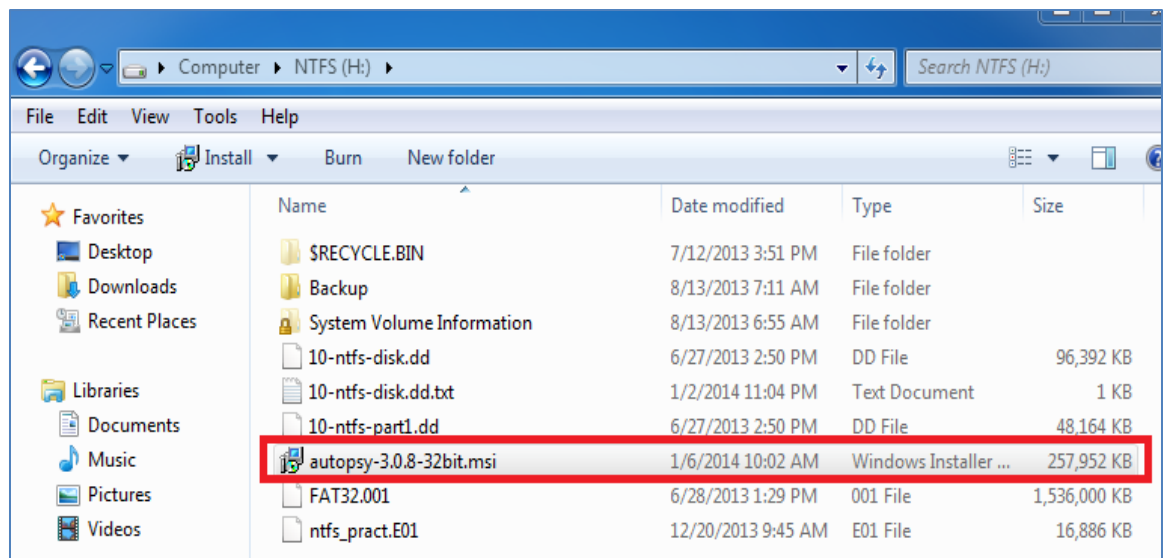 Computer NTFS (H:) Search NTFS (H:)
File Edit View Tools Help
Organize Install Burn New folder
Name Date modified Type Size
Favorites
Desktop
Downloads
Recent Places
Libraries
Documents
Music
Pictures
Videos
$RECYCLE.BIN 7/12/2013 3:51 PM File folder
Backup 8/13/2013 7:11 AM File folder
System Volume Information 8/13/2013 6:55 AM File folder
10-ntfs-disk.dd 6/27/2013 2:50 PM DD File 96,392 KB
10-ntfs-disk.dd.txt 1/2/2014 11:04 PM Text Document 1 KB
10-ntfs-part1.dd 6/27/2013 2:50 PM DD File 48,164 KB
autopsy-3.0.8-32bit.msi 1/6/2014 10:02 AM Windows Installer ... 257,952 KB
FAT32.001 6/28/2013 1:29 PM 001 File 1,536,000 KB
ntfs_pract.E01 12/20/2013 9:45 AM E01 File 16,886 KB